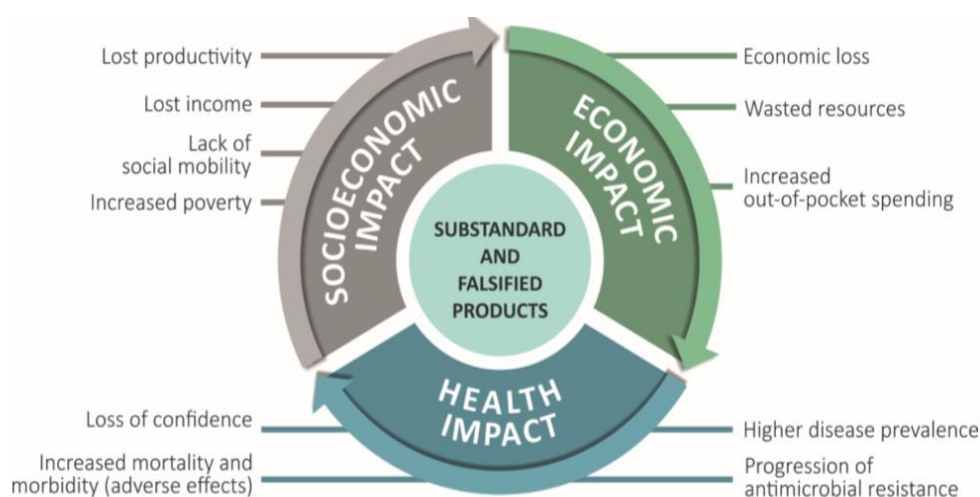 Lost productivity
Lost income
Lack of
social mobility
Increased poverty
SOCIOECONOMIC
IMPACT
ECONOMIC
IMPACT
Economic loss
Wasted resources
Increased
out-of-pocket spending
SUBSTANDARD
AND
FALSIFIED
PRODUCTS
HEALTH
IMPACT
Loss of confidence
Increased mortality and
morbidity (adverse effects)
Higher disease prevalence
Progression of
antimicrobial resistance